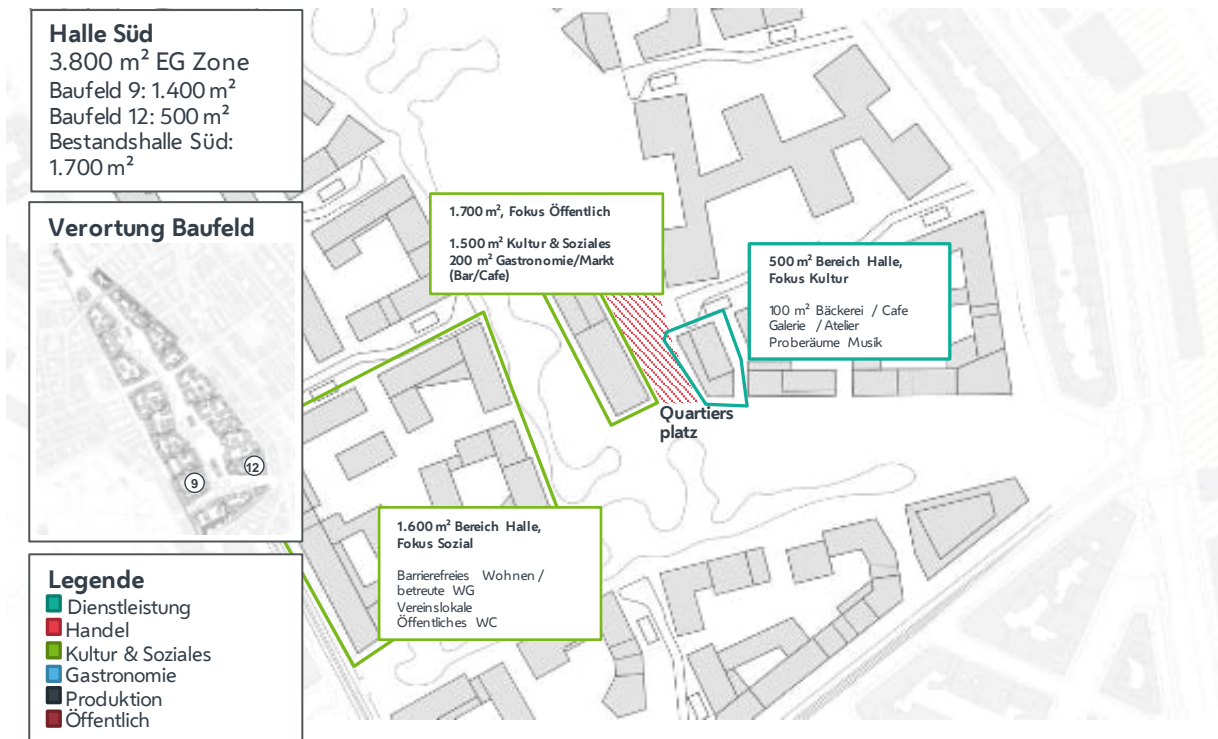 Halle Süd
3.800 m² EG Zone
Baufeld 9: 1.400 m²
Baufeld 12: 500 m²
Bestandshalle Süd:
1.700 m²
Verortung Baufeld
9
12
Legende
Dienstleistung
Handel
Kultur & Soziales
Gastronomie
Produktion
Öffentlich
1.700 m², Fokus Öffentlich
1.500 m² Kultur & Soziales
200 m² Gastronomie/Markt
(Bar/Cafe)
500 m² Bereich Halle,
Fokus Kultur
100 m² Bäckerei / Cafe
Galerie / Atelier
Proberäume Musik
Quartiers
platz
1.600 m² Bereich Halle,
Fokus Sozial
Barrierefreies Wohnen /
betreute WG
Vereinslokale
Öffentliches WC